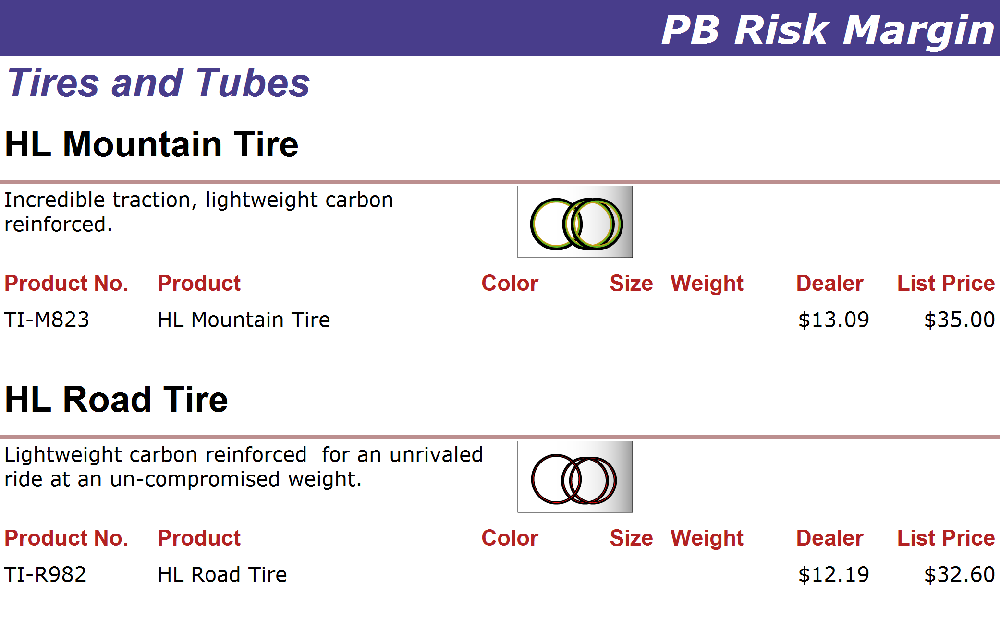 PB Risk Margin
Tires and Tubes
HL Mountain Tire
Incredible traction, lightweight carbon
reinforced.
Product No. Product Color Size Weight Dealer List Price
TI-M823 HL Mountain Tire $13.09 $35.00
HL Road Tire
Lightweight carbon reinforced  for an unrivaled
ride at an un-compromised weight.
Product No. Product Color Size Weight Dealer List Price
TI-R982 HL Road Tire $12.19 $32.60